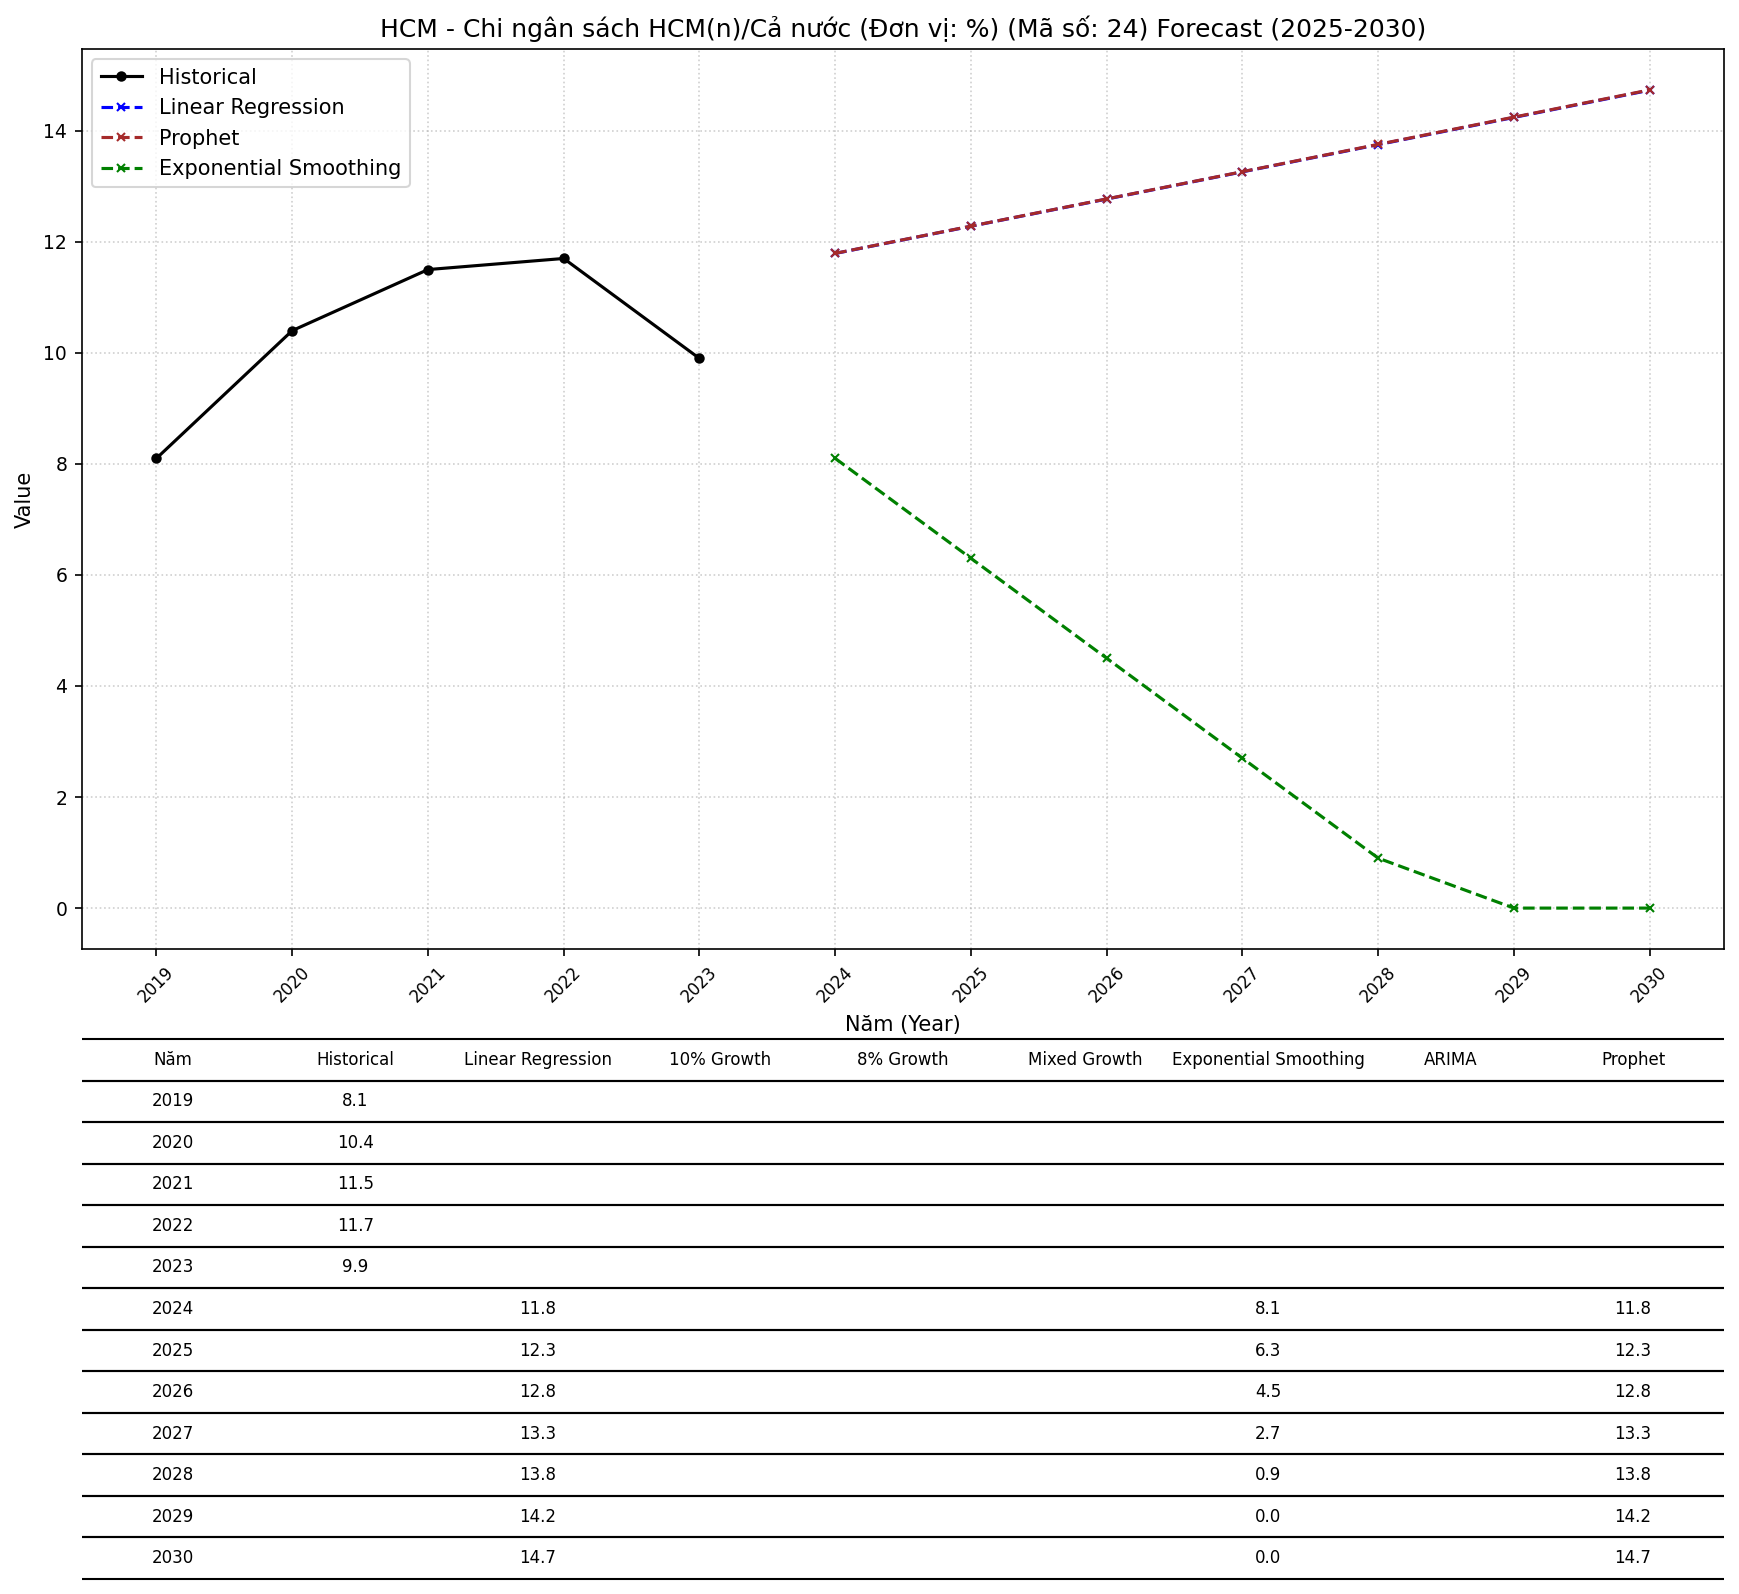 HCM - Chi ngân sách HCM(n)/Cả nước (Đơn vị: %) (Mã số: 24) Forecast (2025-2030)
Historical
Linear Regression
Prophet
Exponential Smoothing
Value
14
12
10
8
6
4
2
0
2019 2020 2021 2022 2023 2024 2025 2026 2027 2028 2029 2030
Năm (Year)
Năm Historical Linear Regression 10% Growth 8% Growth Mixed Growth Exponential Smoothing ARIMA Prophet
2019 8.1
2020 10.4
2021 11.5
2022 11.7
2023 9.9
2024 11.8 8.1 11.8
2025 12.3 6.3 12.3
2026 12.8 4.5 12.8
2027 13.3 2.7 13.3
2028 13.8 0.9 13.8
2029 14.2 0.0 14.2
2030 14.7 0.0 14.7